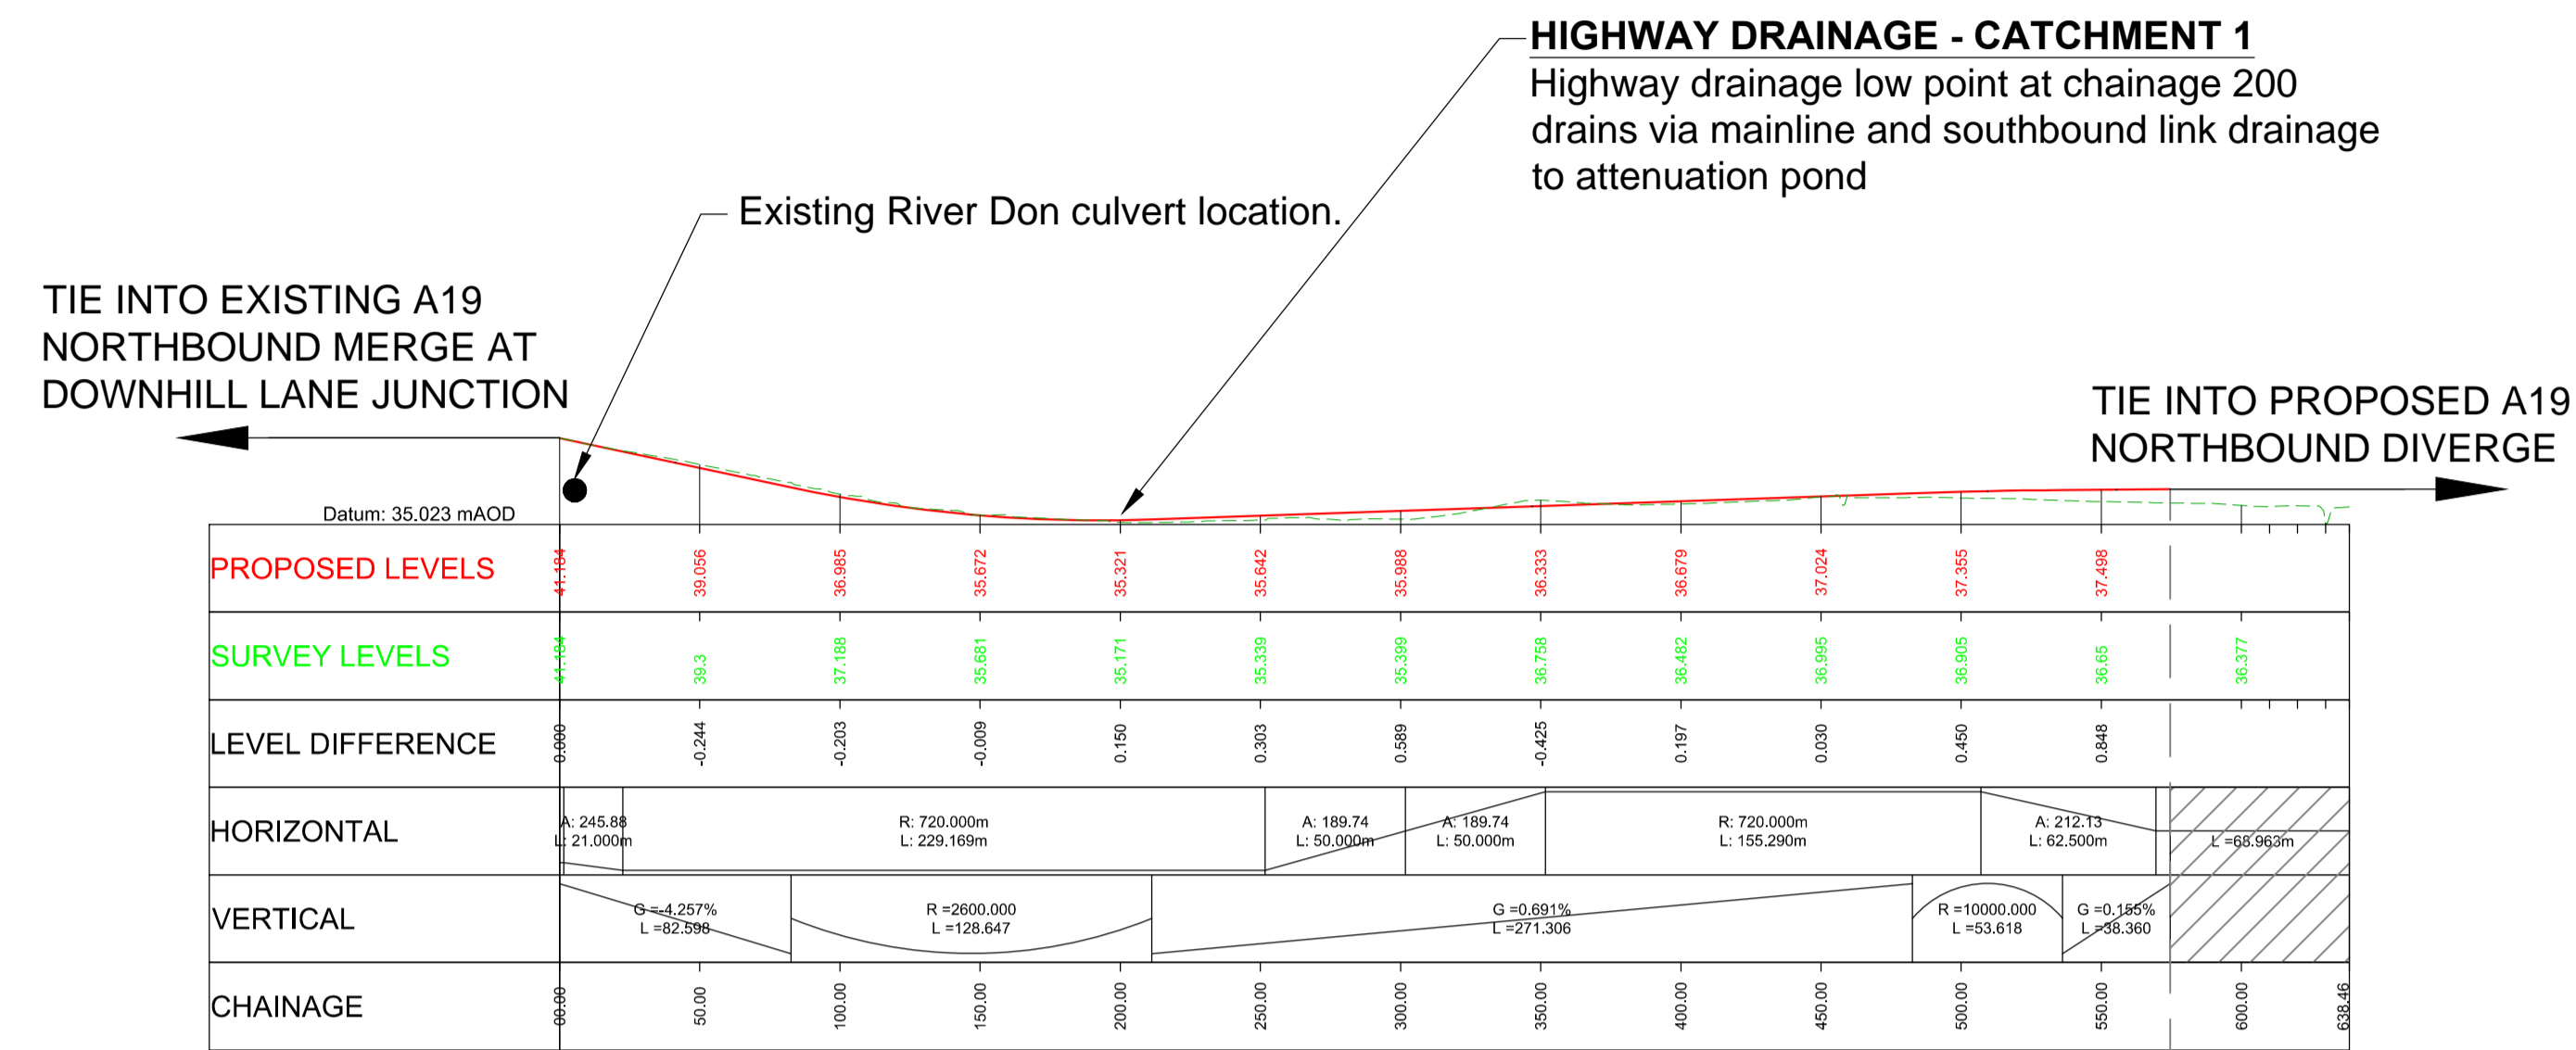 HIGHWAY DRAINAGE - CATCHMENT 1
Highway drainage low point at chainage 200
drains via mainline and southbound link drainage
to attenuation pond
Existing River Don culvert location.
TIE INTO EXISTING A19
NORTHBOUND MERGE AT
DOWNHILL LANE JUNCTION
TIE INTO PROPOSED A19
NORTHBOUND DIVERGE
Datum: 35.023 mAOD
PROPOSED LEVELS 41.184 39.056 36.985 35.672 35.321 35.642 35.988 36.333 36.679 37.024 37.355 37.498
SURVEY LEVELS 41.184 39.3 37.188 35.681 35.171 35.339 35.399 36.758 36.482 36.995 36.905 36.65 36.377
LEVEL DIFFERENCE 0.000 -0.244 -0.203 -0.009 0.150 0.303 0.589 -0.425 0.197 0.030 0.450 0.848
HORIZONTAL
A: 245.88 R: 720.000m A: 189.74 A: 189.74 R: 720.000m A: 212.13
L: 21.000m L: 229.169m L: 50.000m L: 50.000m L: 155.290m L: 62.500m L =68.963m
VERTICAL
G =-4.257% R =2600.000 G =0.691% R =10000.000 G =0.155%
L =82.598 L =128.647 L =271.306 L =53.618 L =38.360
CHAINAGE 00.00 50.00 100.00 150.00 200.00 250.00 300.00 350.00 400.00 450.00 500.00 550.00 600.00 638.46